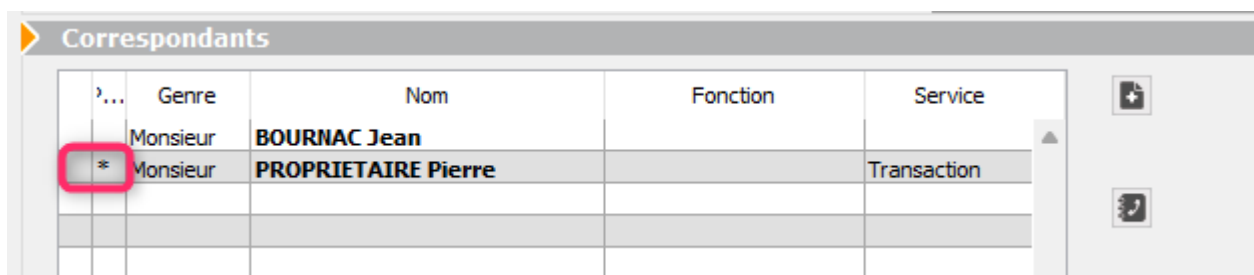 Correspondants
P... Genre Nom Fonction Service
Monsieur BOURNAC Jean
* Monsieur PROPRIETAIRE Pierre Transaction